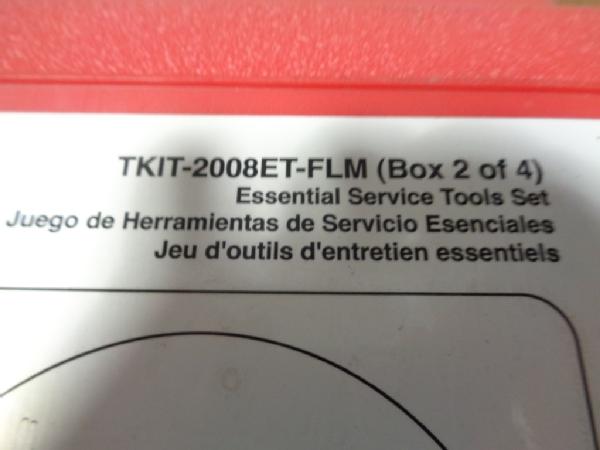 TKIT-2008ET-FLM (Box 2 of 4)
Essential Service Tools Set
Juego de Herramientas de Servicio Esenciales
Jeu d'outils d'entretien essentiels